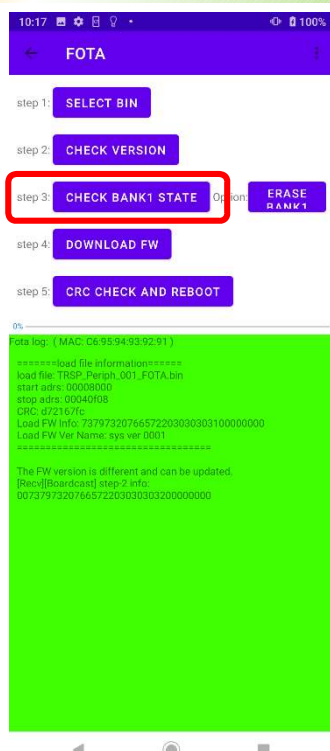 10:17 100%
FOTA
step 1: SELECT BIN
step 2: CHECK VERSION
step 3: CHECK BANK1 STATE Option: ERASE BANK1
step 4: DOWNLOAD FW
step 5: CRC CHECK AND REBOOT
0%
Fota log: ( MAC: C6:95:94:93:92:91 )
=======load file information======
load file: TRSP_Periph_001_FOTA.bin
start adrs: 00008000
stop adrs: 00040f08
CRC: d72167fc
Load FW Info: 73797320766572203030303100000000
Load FW Ver Name: sys ver 0001
==================================
The FW version is different and can be updated.
[Recv][Boardcast] step-2 info:
0073797320766572203030303200000000